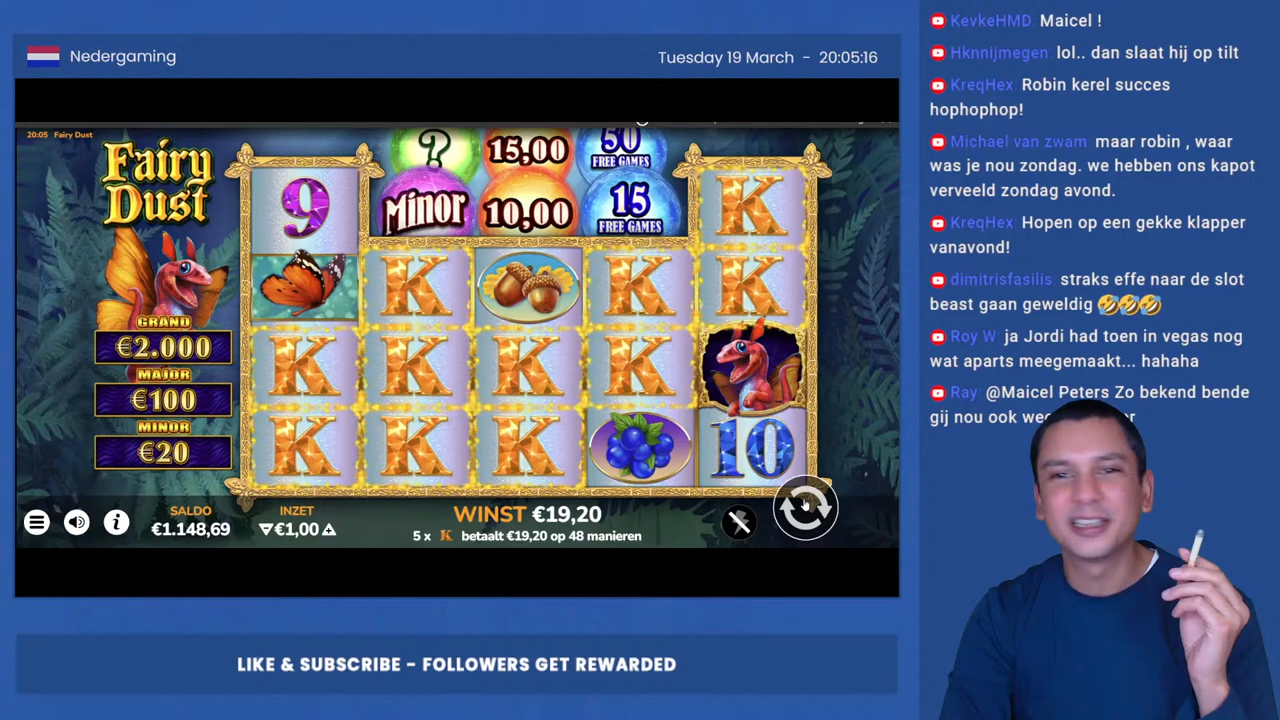 Nedergaming
Tuesday 19 March - 20:05:16
20:05 Fairy Dust
Fairy
Dust
GRAND
€2.000
MAJOR
€100
MINOR
€20
?
15,00
50
FREE GAMES
MINOR
10,00
15
FREE GAMES
9
K
K
K
K
K
K
K
K
K
K
K
10
SALDO
€1.148,69
INZET
€1,00
WINST €19,20
5 x K betaalt €19,20 op 48 manieren
LIKE & SUBSCRIBE - FOLLOWERS GET REWARDED
KevkeHMD Maicel !
Hknnijmegen lol.. dan slaat hij op tilt
KreqHex Robin kerel succes
hophophop!
Michael van zwam maar robin , waar
was je nou zondag. we hebben ons kapot
verveeld zondag avond.
KreqHex Hopen op een gekke klapper
vanavond!
dimitrisfasilis straks effe naar de slot
beast gaan geweldig 🤣🤣🤣
Roy W ja Jordi had toen in vegas nog
wat aparts meegemaakt... hahaha
Ray @Maicel Peters Zo bekend bende
gij nou ook